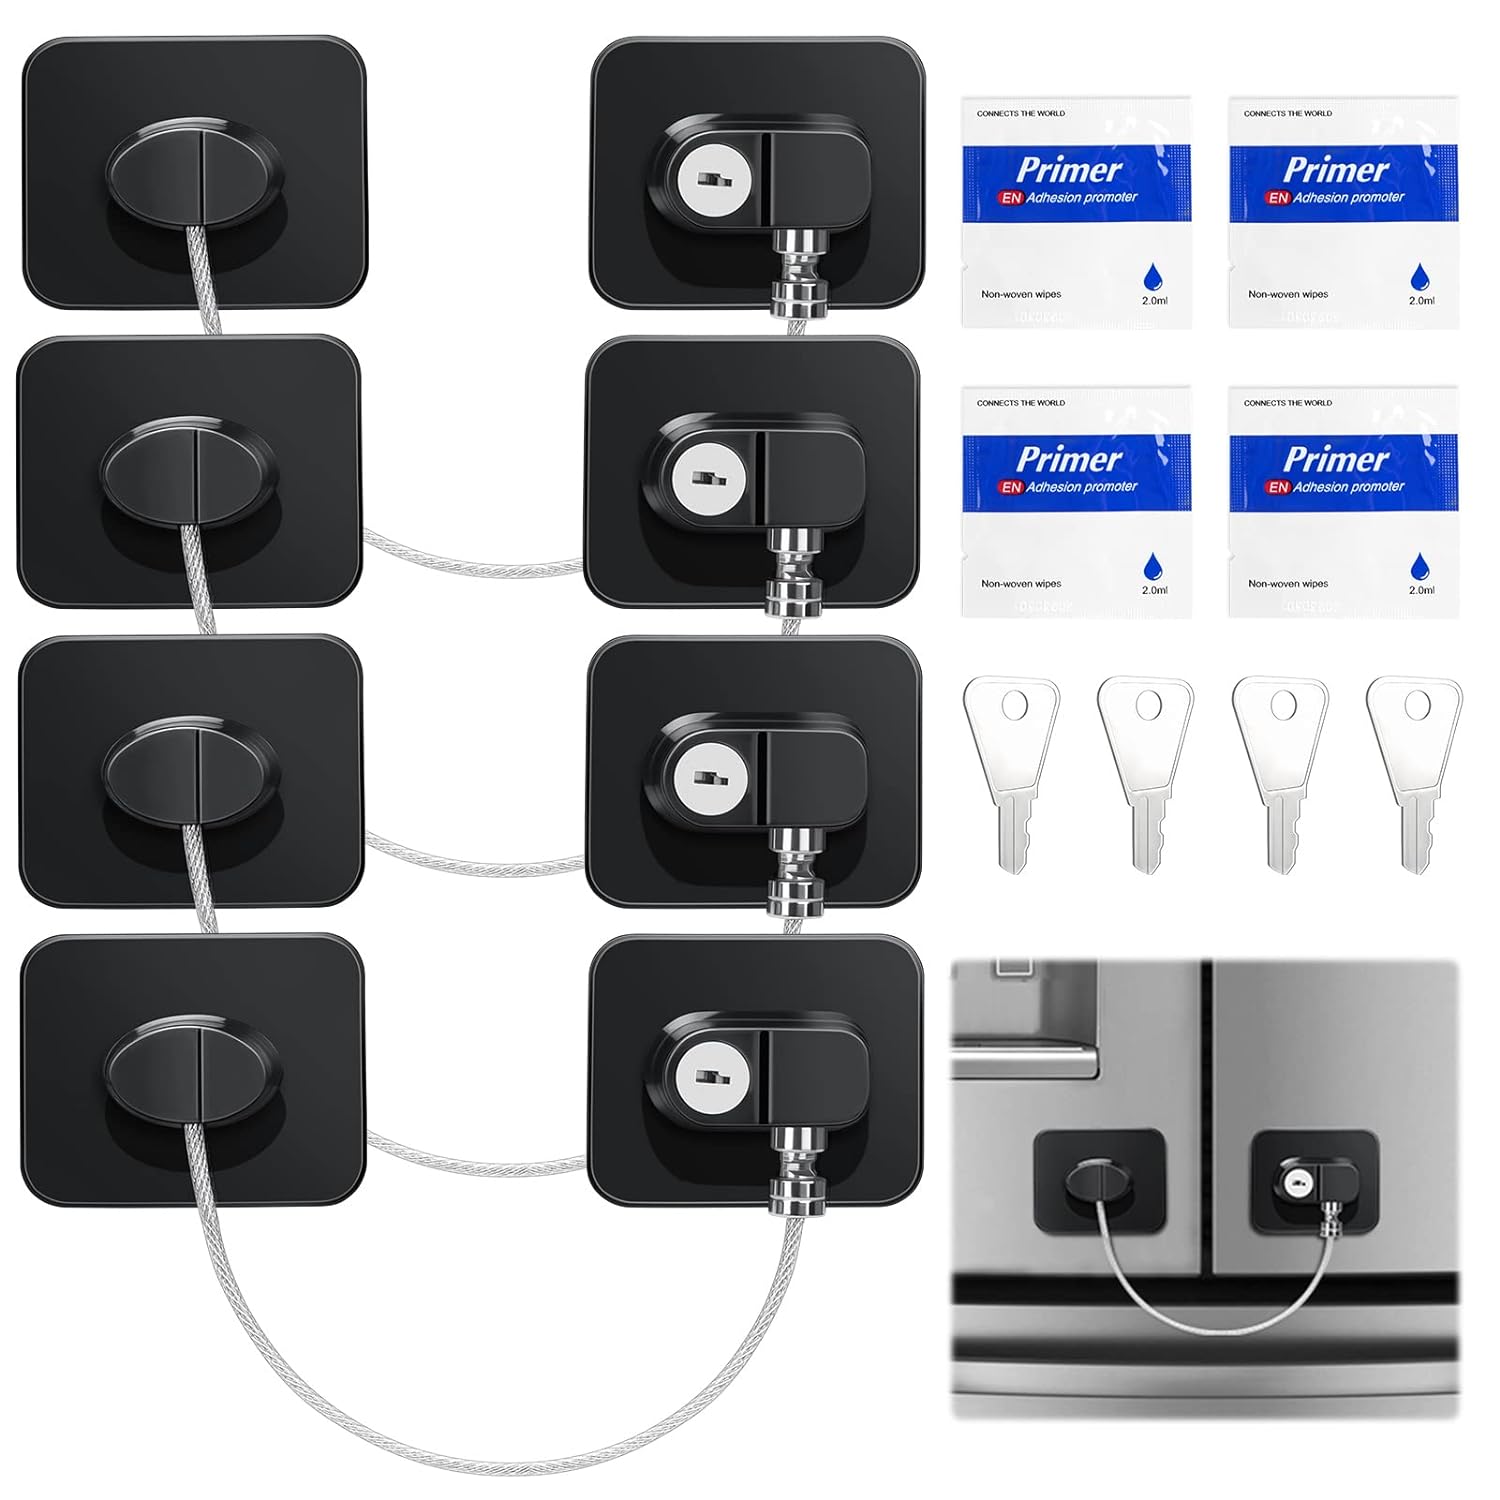 CONNECTS THE WORLD
Primer
EN Adhesion promoter
Non-woven wipes
2.0ml
CONNECTS THE WORLD
Primer
EN Adhesion promoter
Non-woven wipes
2.0ml
CONNECTS THE WORLD
Primer
EN Adhesion promoter
Non-woven wipes
2.0ml
CONNECTS THE WORLD
Primer
EN Adhesion promoter
Non-woven wipes
2.0ml